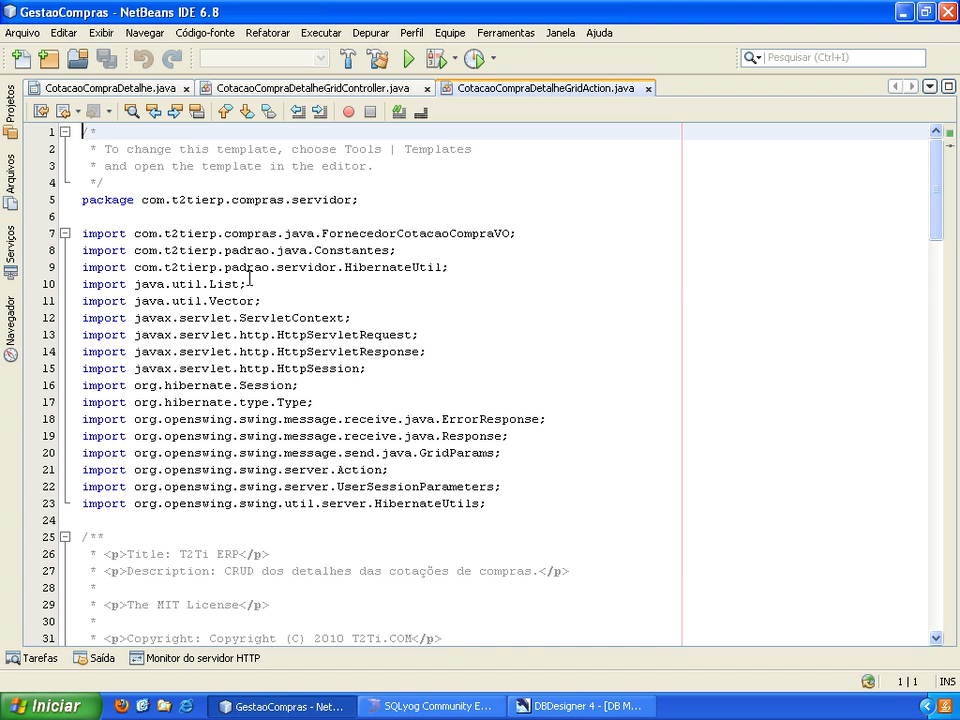 GestaoCompras - NetBeans IDE 6.8
Arquivo Editar Exibir Navegar Código-fonte Refatorar Executar Depurar Perfil Equipe Ferramentas Janela Ajuda
Pesquisar (Ctrl+I)
CotacaoCompraDetalhe.java CotacaoCompraDetalheGridController.java CotacaoCompraDetalheGridAction.java
Projetos
Arquivos
Serviços
Navegador
1 /*
2 * To change this template, choose Tools | Templates
3 * and open the template in the editor.
4 */
5 package com.t2tierp.compras.servidor;
6
7 import com.t2tierp.compras.java.FornecedorCotacaoCompraVO;
8 import com.t2tierp.padrao.java.Constantes;
9 import com.t2tierp.padrao.servidor.HibernateUtil;
10 import java.util.List;
11 import java.util.Vector;
12 import javax.servlet.ServletContext;
13 import javax.servlet.http.HttpServletRequest;
14 import javax.servlet.http.HttpServletResponse;
15 import javax.servlet.http.HttpSession;
16 import org.hibernate.Session;
17 import org.hibernate.type.Type;
18 import org.openswing.swing.message.receive.java.ErrorResponse;
19 import org.openswing.swing.message.receive.java.Response;
20 import org.openswing.swing.message.send.java.GridParams;
21 import org.openswing.swing.server.Action;
22 import org.openswing.swing.server.UserSessionParameters;
23 import org.openswing.swing.util.server.HibernateUtils;
24
25 /**
26 * <p>Title: T2Ti ERP</p>
27 * <p>Description: CRUD dos detalhes das cotações de compras.</p>
28 *
29 * <p>The MIT License</p>
30 *
31 * <p>Copyright: Copyright (C) 2010 T2Ti.COM</p>
Tarefas Saída Monitor do servidor HTTP
1 | 1 INS
Iniciar GestaoCompras - Net... SQLyog Community E... DBDesigner 4 - [DB M...